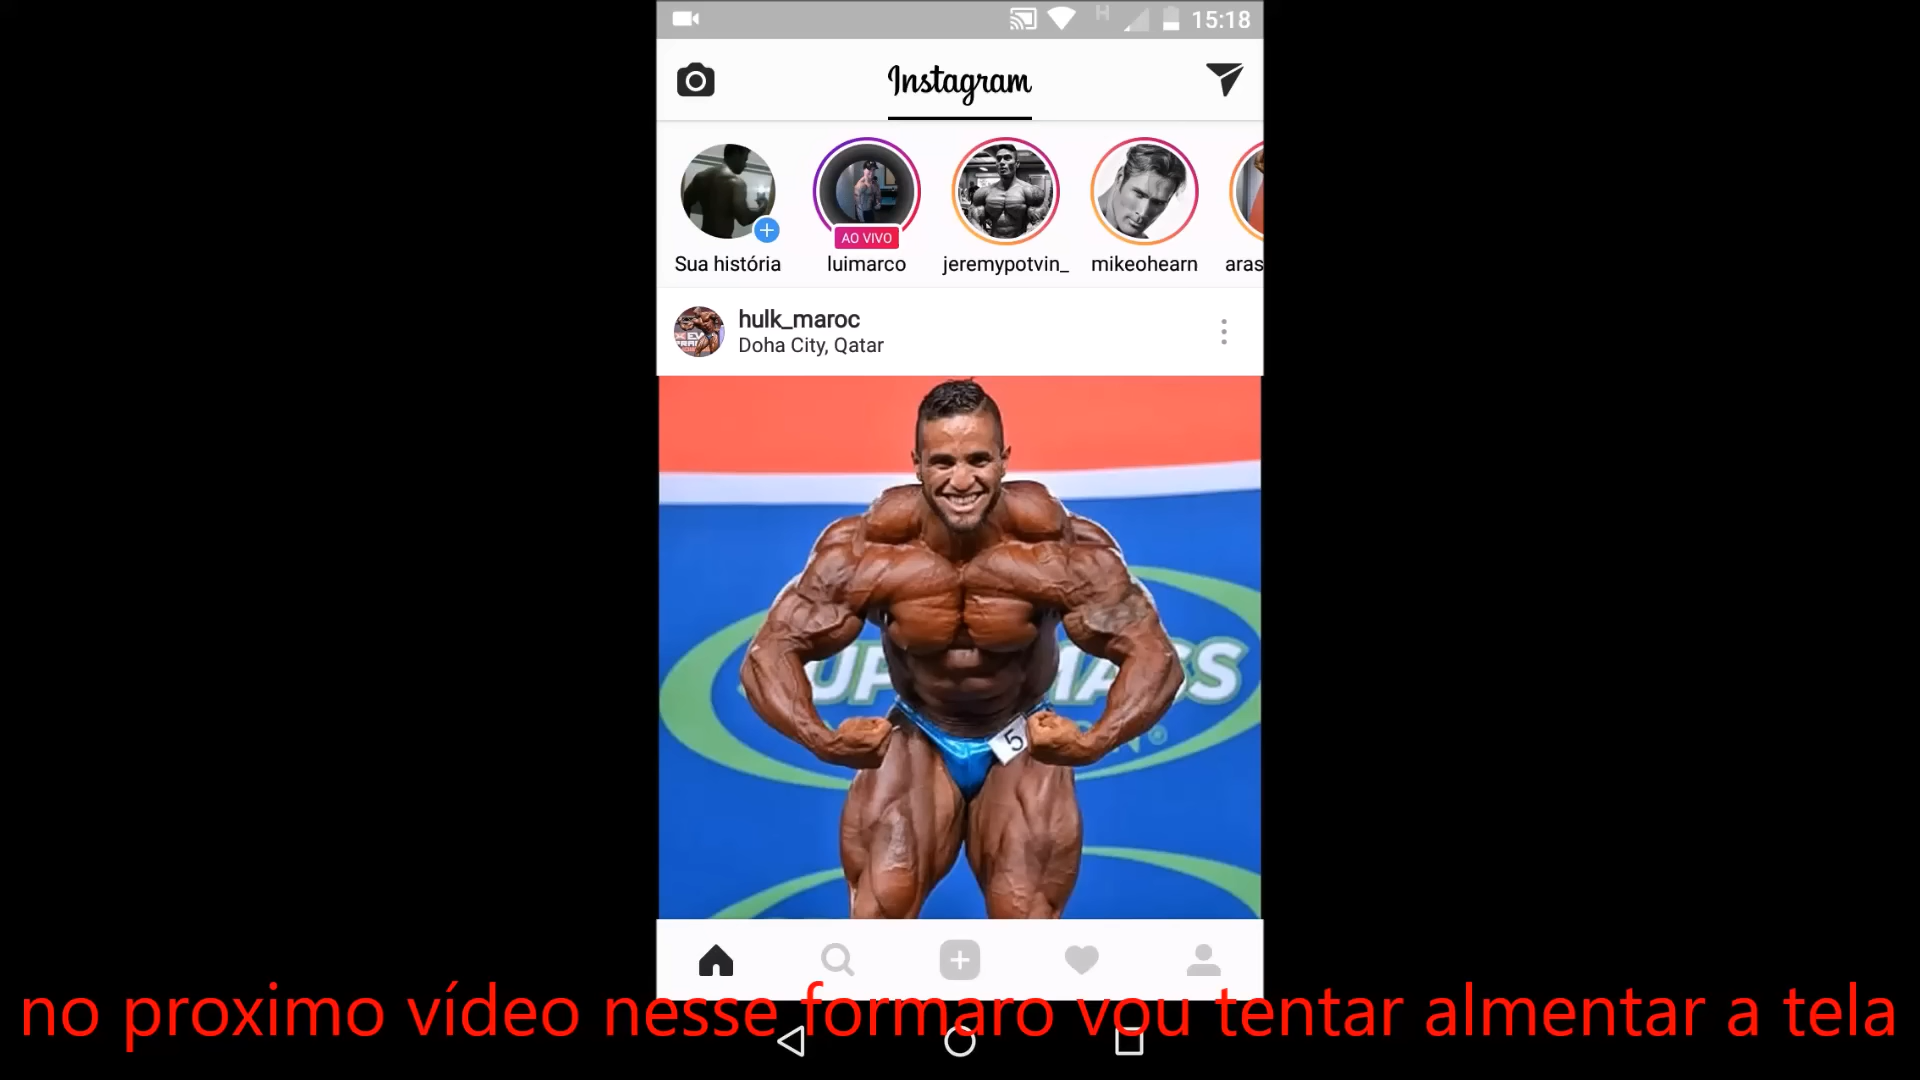 H 15:18
Instagram
AO VIVO
Sua história luimarco jeremypotvin_ mikeohearn aras
hulk_maroc
Doha City, Qatar
5
no proximo vídeo nesse formaro vou tentar almentar a tela